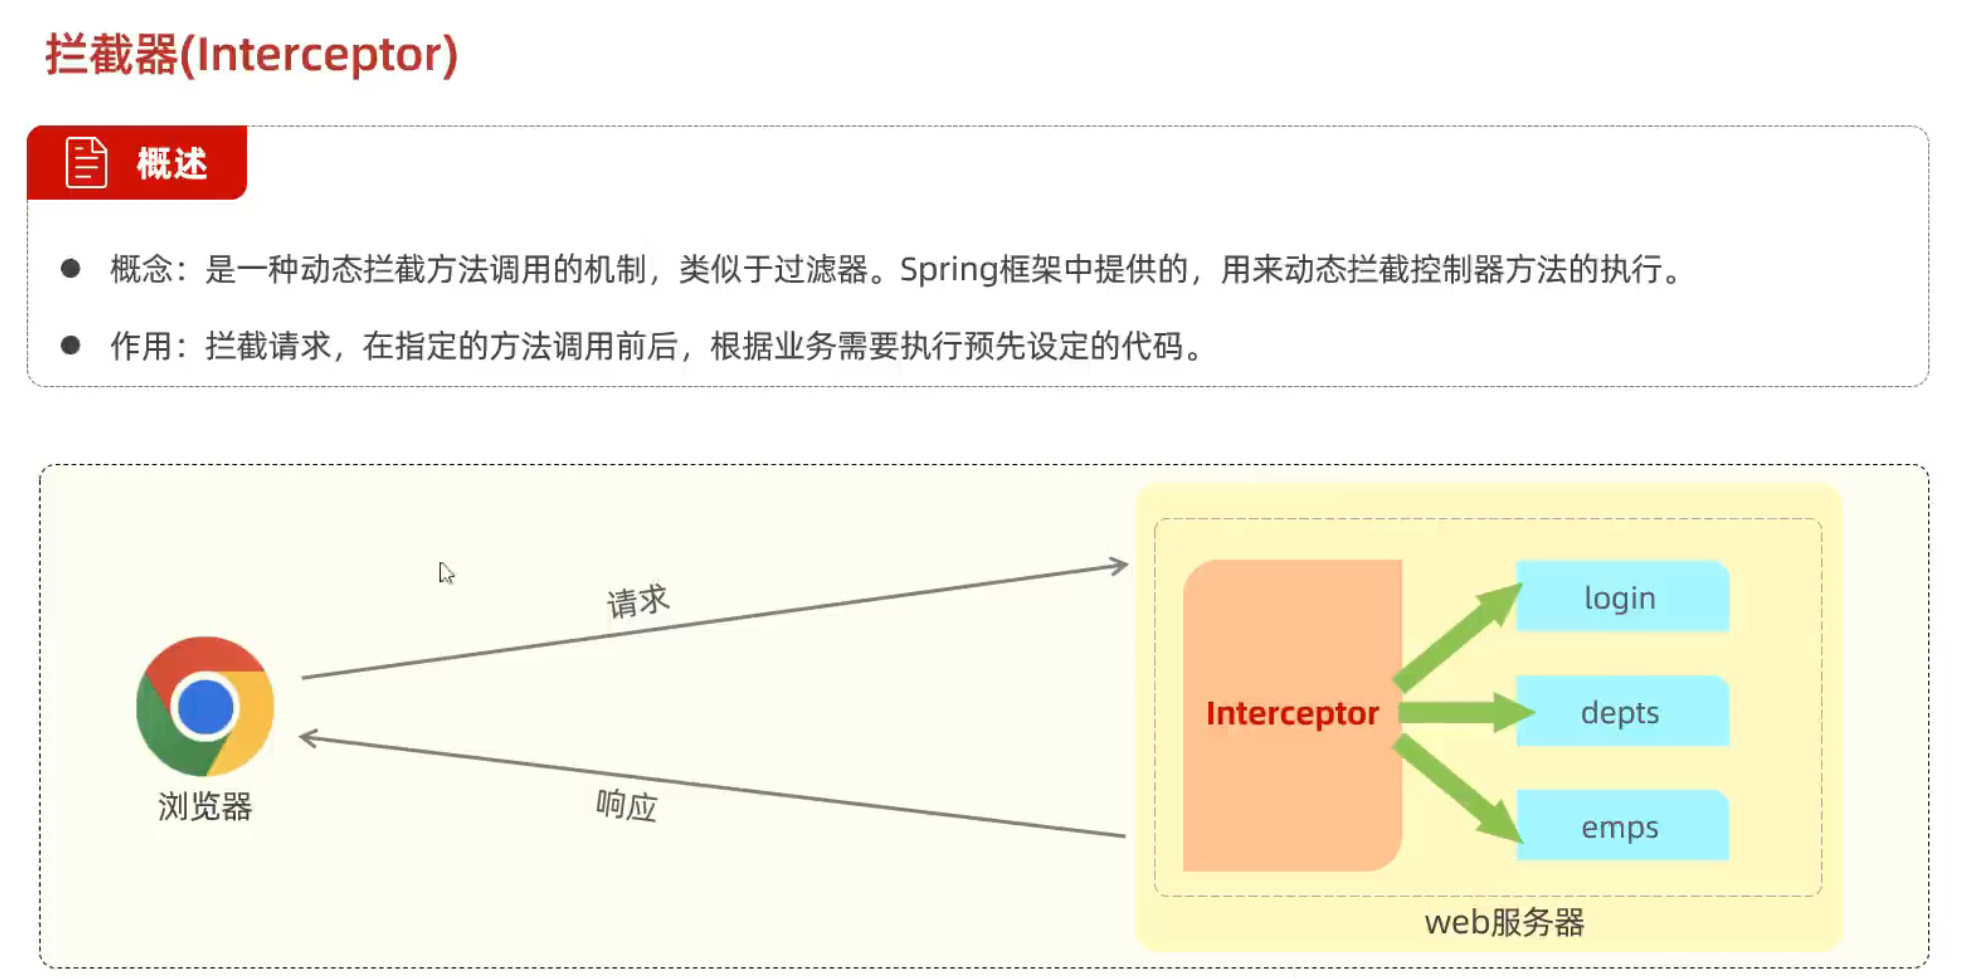 拦截器(Interceptor)
概述
概念：是一种动态拦截方法调用的机制，类似于过滤器。Spring框架中提供的，用来动态拦截控制器方法的执行。
作用：拦截请求，在指定的方法调用前后，根据业务需要执行预先设定的代码。
请求
login
Interceptor
depts
浏览器
响应
emps
web服务器